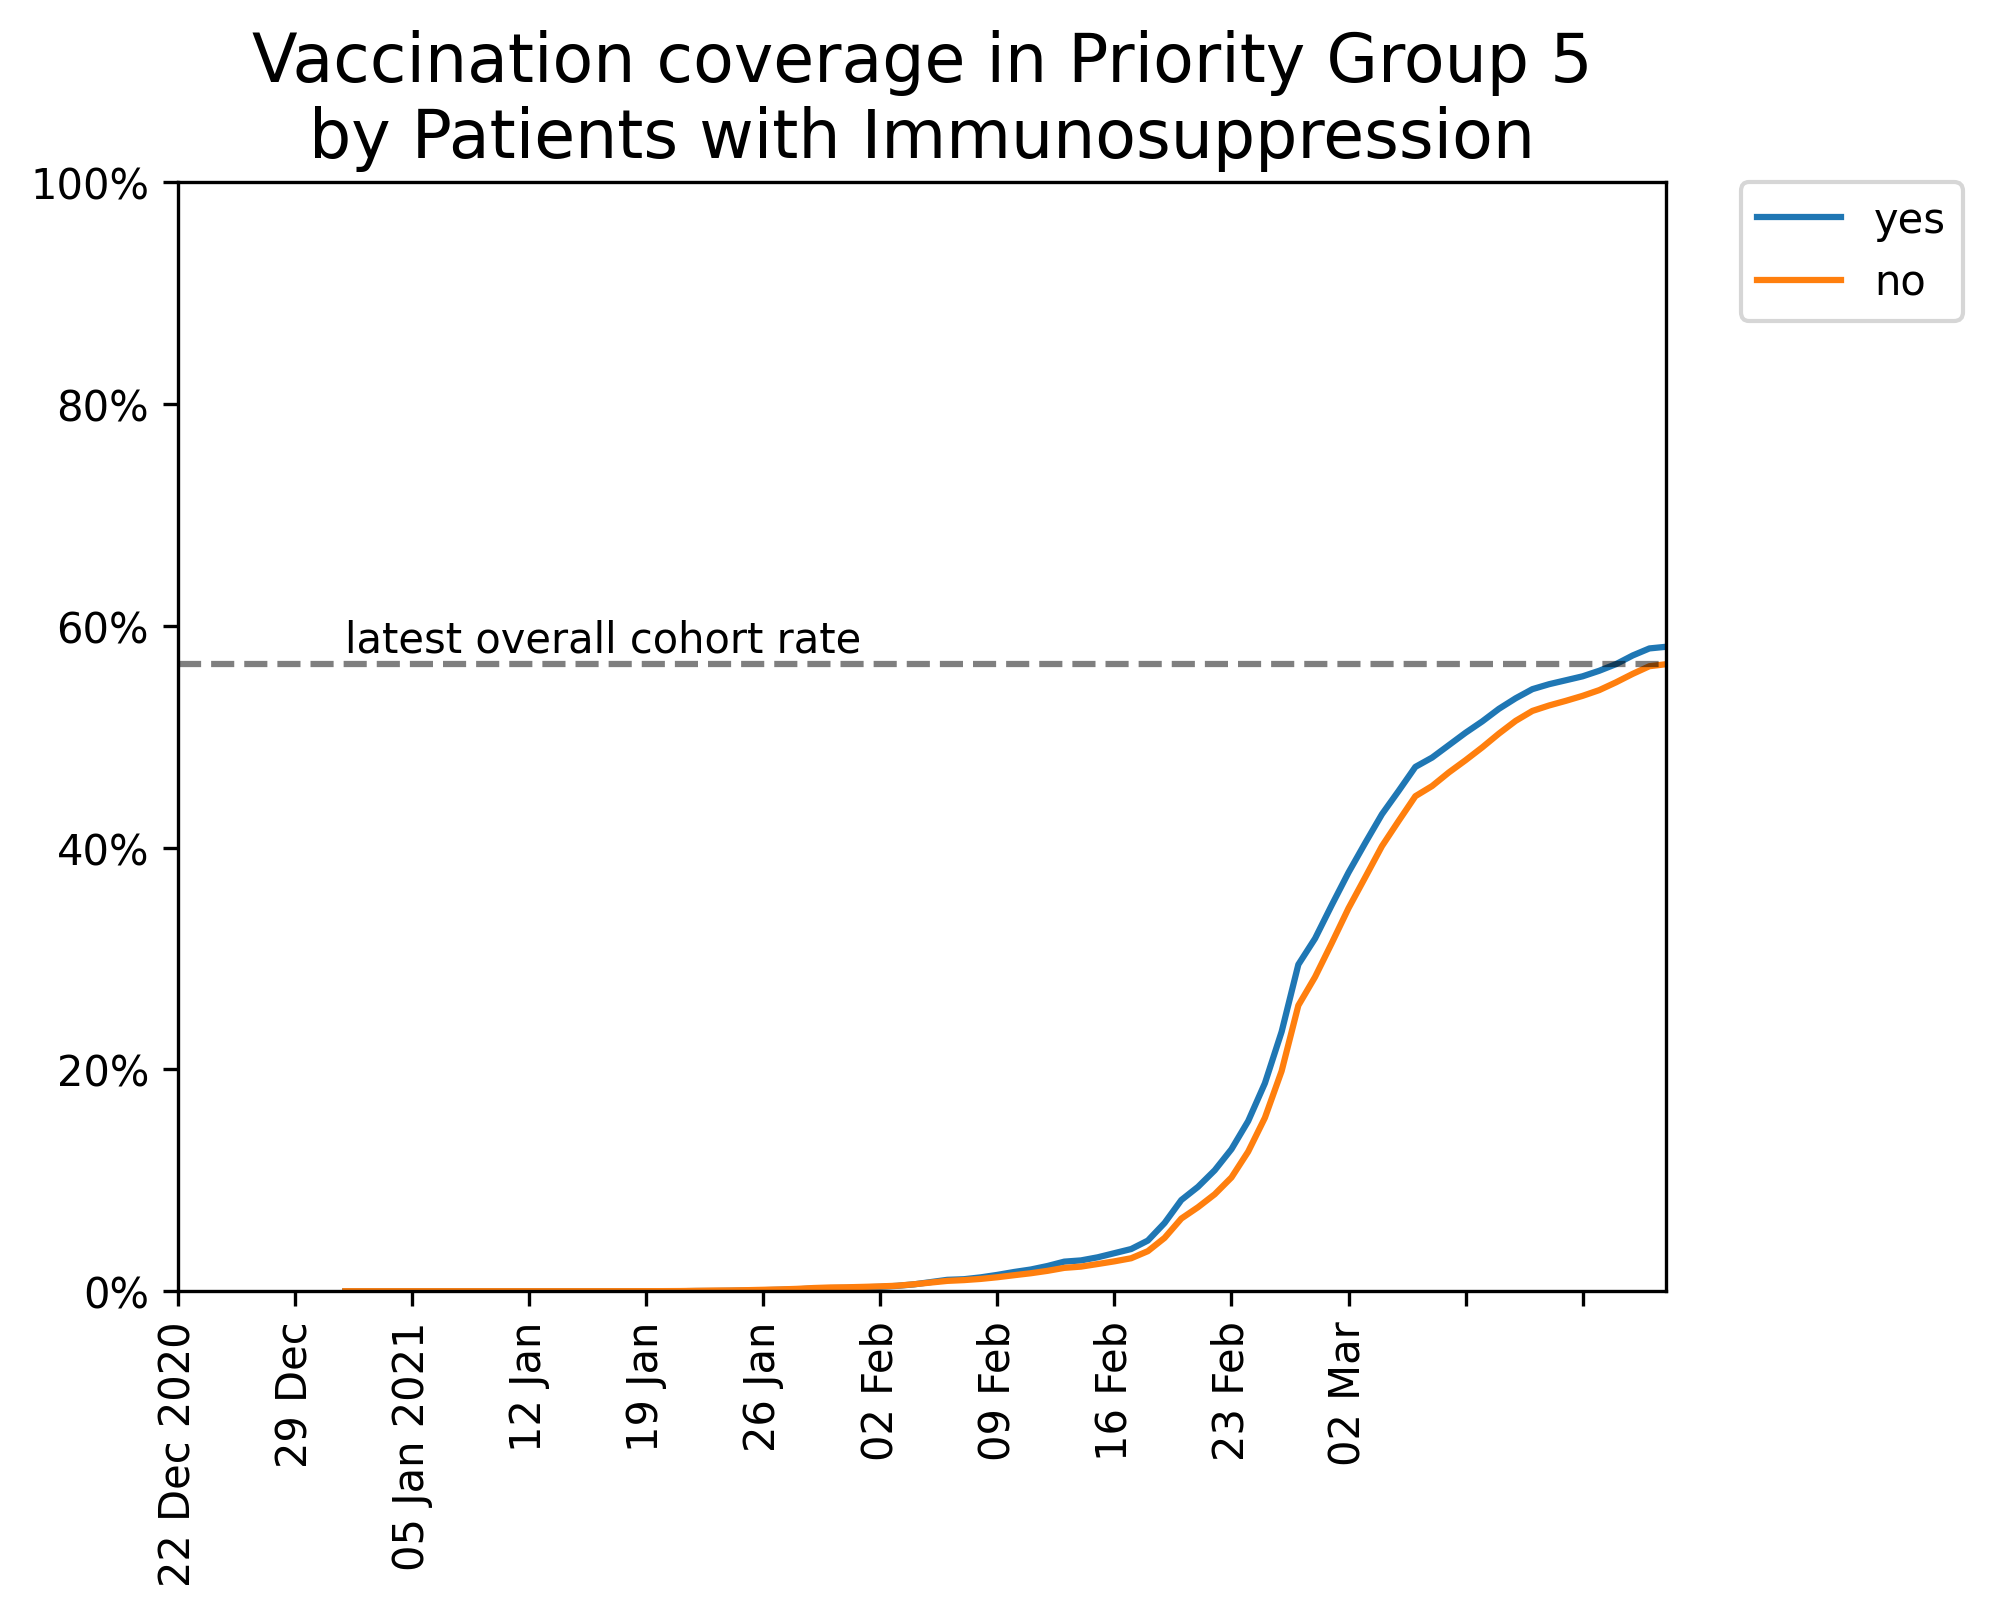 Vaccination coverage in Priority Group 5
by Patients with Immunosuppression
100%
80%
60%
40%
20%
0%
latest overall cohort rate
yes
no
22 Dec 2020
29 Dec
05 Jan 2021
12 Jan
19 Jan
26 Jan
02 Feb
09 Feb
16 Feb
23 Feb
02 Mar